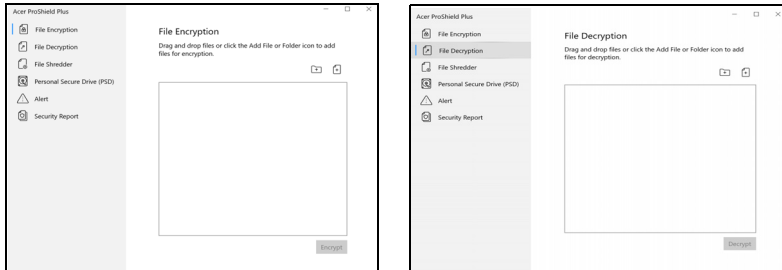 Acer ProShield Plus
File Encryption
File Decryption
File Shredder
Personal Secure Drive (PSD)
Alert
Security Report
File Encryption
Drag and drop files or click the Add File or Folder icon to add
files for encryption.
Encrypt
Acer ProShield Plus
File Encryption
File Decryption
File Shredder
Personal Secure Drive (PSD)
Alert
Security Report
File Decryption
Drag and drop files or click the Add File or Folder icon to add
files for decryption.
Decrypt